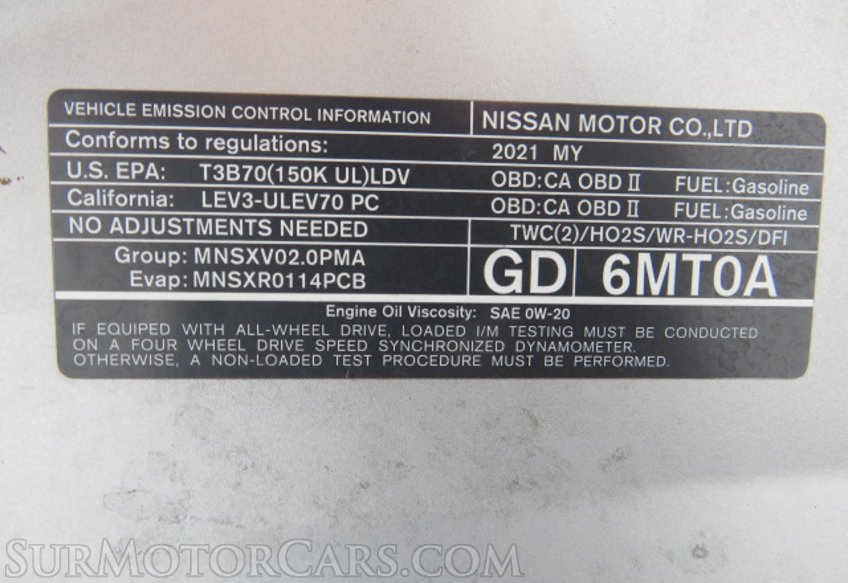 VEHICLE EMISSION CONTROL INFORMATION NISSAN MOTOR CO.,LTD
Conforms to regulations: 2021 MY
U.S. EPA: T3B70(150K UL)LDV OBD:CA OBD II FUEL:Gasoline
California: LEV3-ULEV70 PC OBD:CA OBD II FUEL:Gasoline
NO ADJUSTMENTS NEEDED TWC(2)/HO2S/WR-HO2S/DFI
Group: MNSXV02.0PMA
Evap: MNSXR0114PCB
GD 6MT0A
Engine Oil Viscosity: SAE 0W-20
IF EQUIPPED WITH ALL-WHEEL DRIVE, LOADED I/M TESTING MUST BE CONDUCTED
ON A FOUR WHEEL DRIVE SPEED SYNCHRONIZED DYNAMOMETER.
OTHERWISE, A NON-LOADED TEST PROCEDURE MUST BE PERFORMED.
SURMOTORCARS.COM